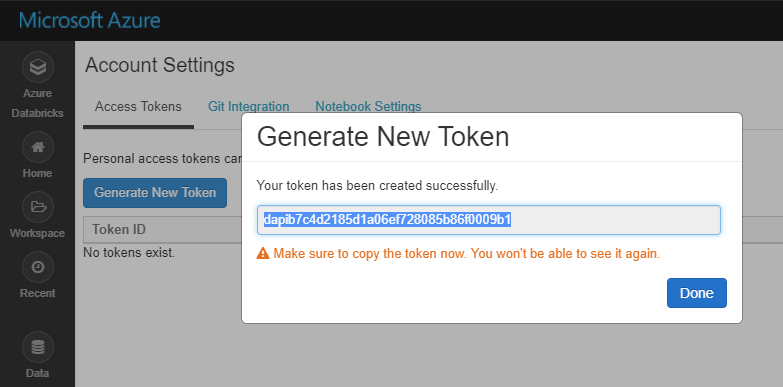 Microsoft Azure
Azure
Databricks
Home
Workspace
Recent
Data
Account Settings
Access Tokens
Git Integration
Notebook Settings
Personal access tokens can
Generate New Token
Token ID
No tokens exist.
Generate New Token
Your token has been created successfully.
dapib7c4d2185d1a06ef728085b86f0009b1
Make sure to copy the token now. You won't be able to see it again.
Done